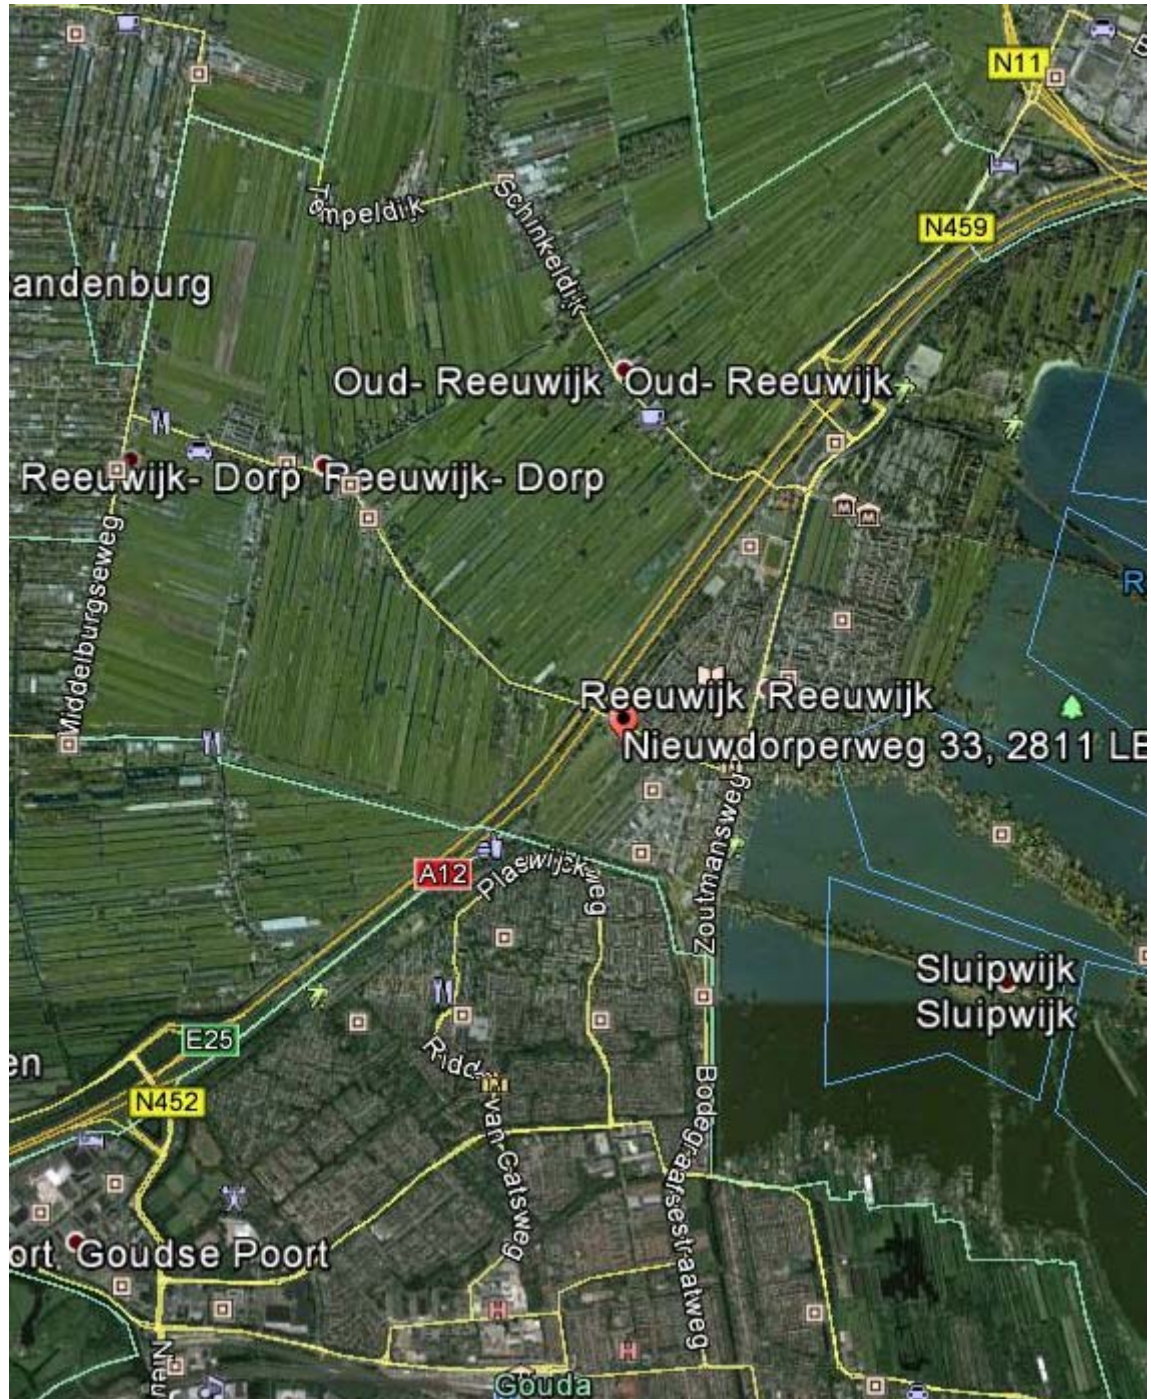 N11
Tempeldijk
Schinkeldijk
N459
andenburg
Oud- Reeuwijk Oud- Reeuwijk
Reeuwijk- Dorp Reeuwijk- Dorp
Middelburgseweg
R
Reeuwijk Reeuwijk
Nieuwdorperweg 33, 2811 LE
Zoutmansweg
A12
Plaswijckweg
Sluipwijk
Sluipwijk
E25
en
Ridder van Catsweg
N452
Bodegraafsestraatweg
ort Goudse Poort
Nieu
Gouda